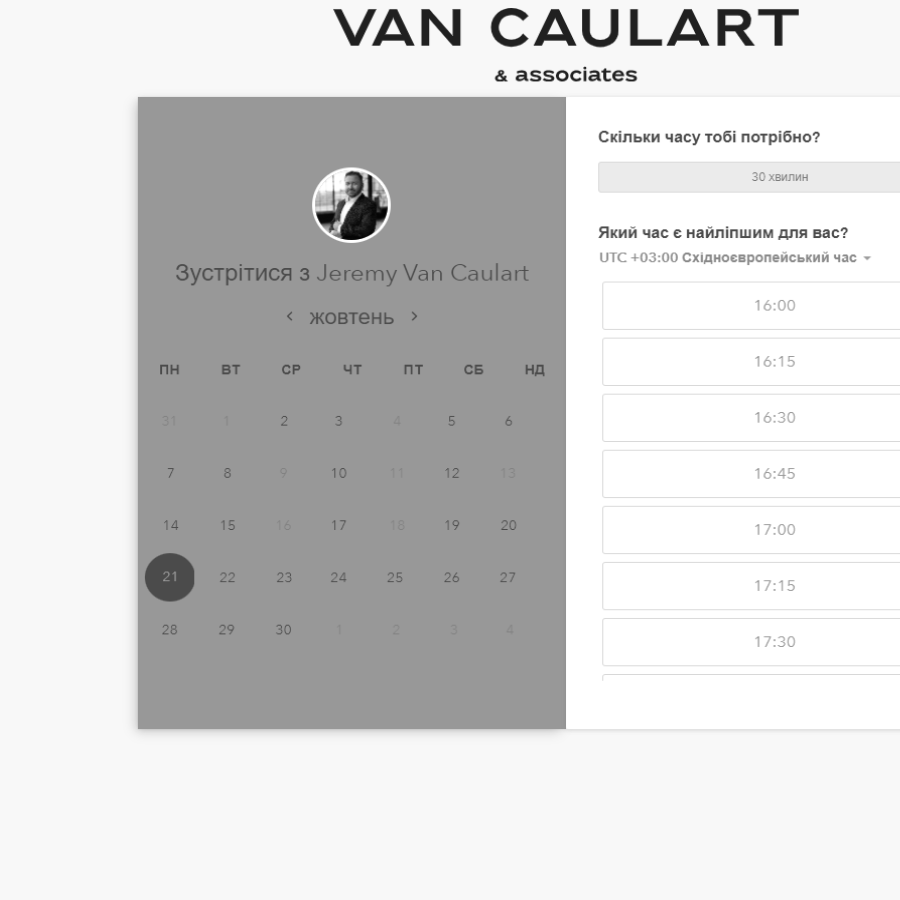 VAN CAULART
& associates
Зустрітися з Jeremy Van Caulart
жовтень
ПН ВТ СР ЧТ ПТ СБ НД
31 1 2 3 4 5 6
7 8 9 10 11 12 13
14 15 16 17 18 19 20
21 22 23 24 25 26 27
28 29 30 1 2 3 4
Скільки часу тобі потрібно?
30 хвилин
Який час є найліпшим для вас?
UTC +03:00 Східноєвропейський час
16:00
16:15
16:30
16:45
17:00
17:15
17:30